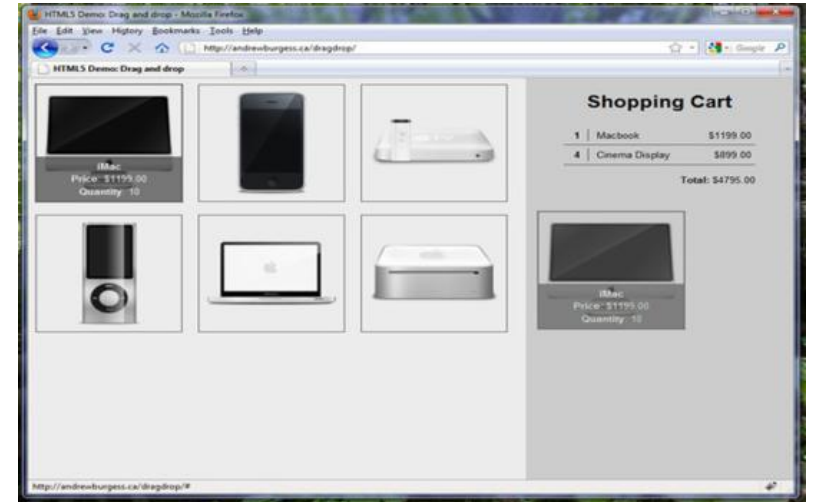 HTML5 Demo: Drag and drop - Mozilla Firefox
File Edit View History Bookmarks Tools Help
http://andrewburgess.ca/dragdrop/
Google
HTML5 Demo: Drag and drop
Shopping Cart
1 Macbook $1199.00
4 Cinema Display $899.00
Total: $4795.00
iMac
Price: $1199.00
Quantity: 10
iMac
Price: $1199.00
Quantity: 10
http://andrewburgess.ca/dragdrop/#